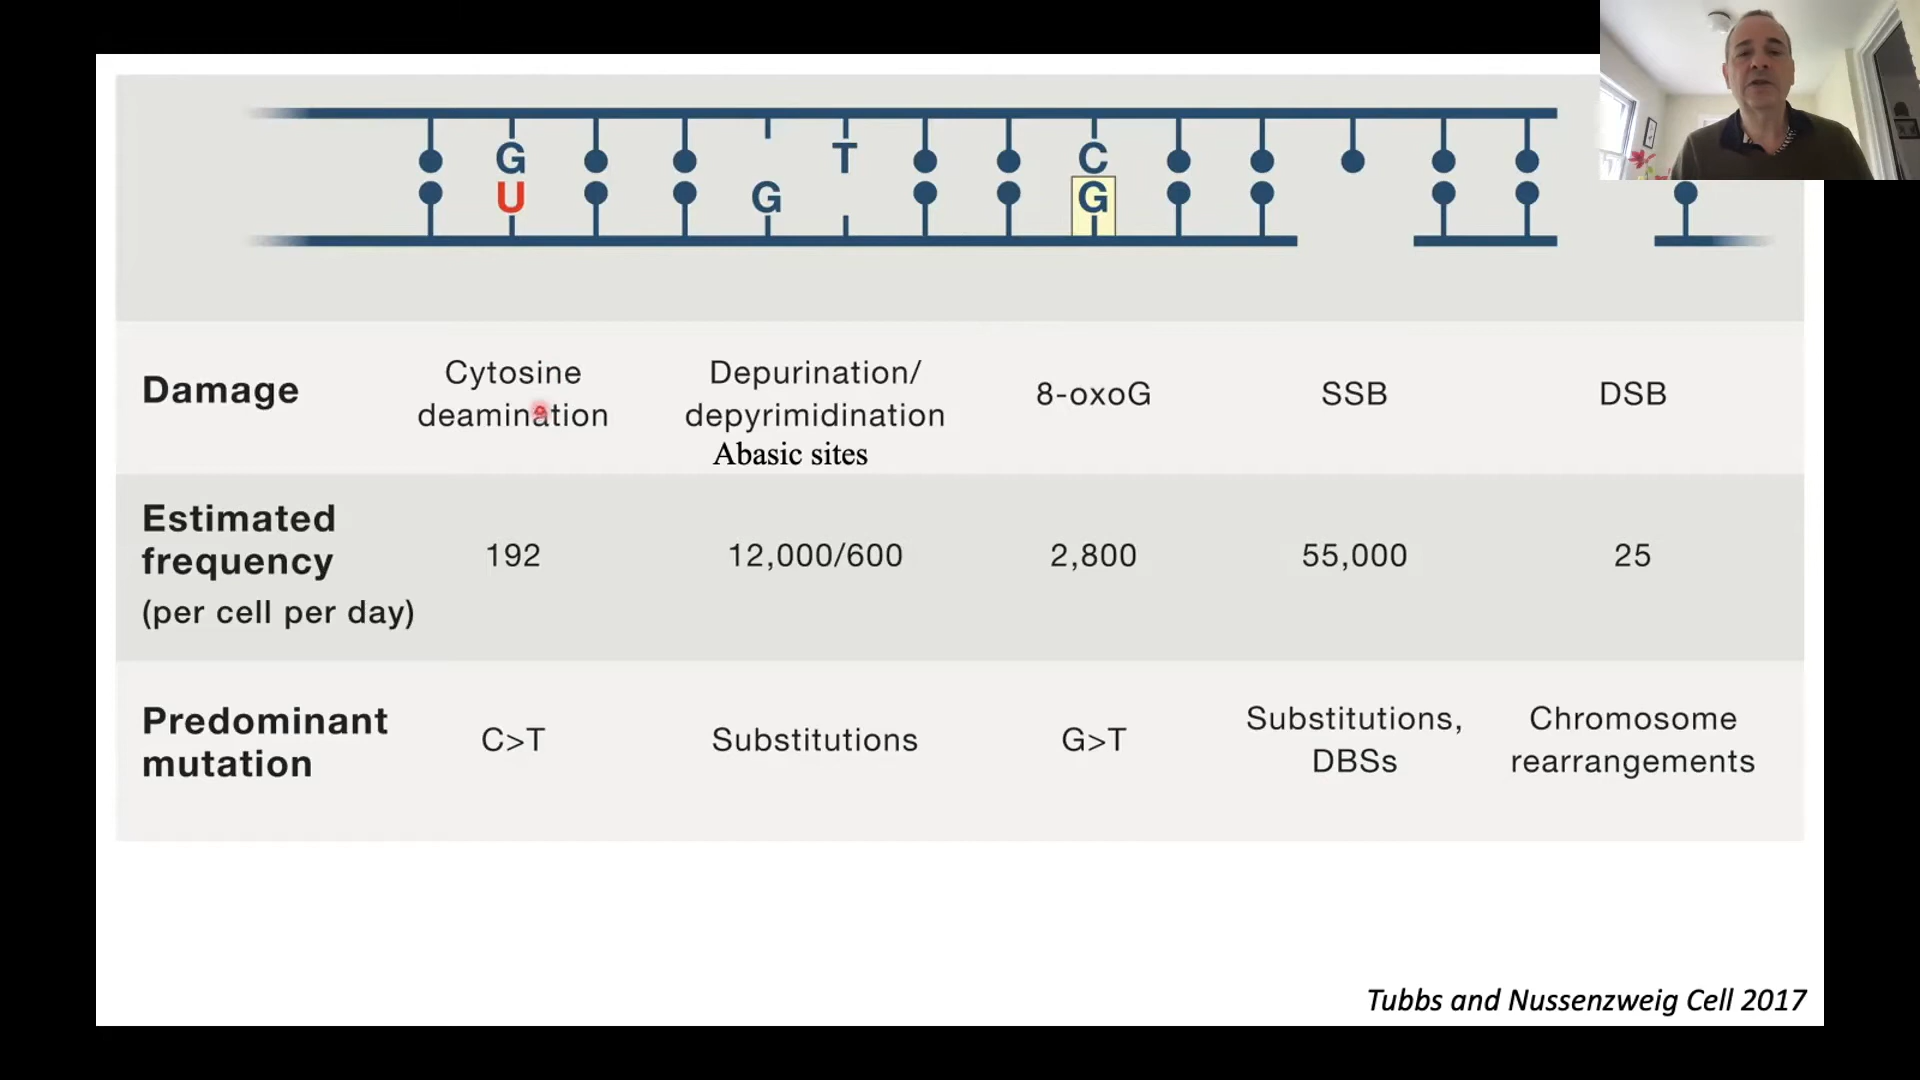 T
C
G
U
G
G
Damage
Cytosine
deamination
Depurination/
depyrimidination
Abasic sites
8-oxoG
SSB
DSB
Estimated
frequency
(per cell per day)
192
12,000/600
2,800
55,000
25
Predominant
mutation
C>T
Substitutions
G>T
Substitutions,
DBSs
Chromosome
rearrangements
Tubbs and Nussenzweig Cell 2017